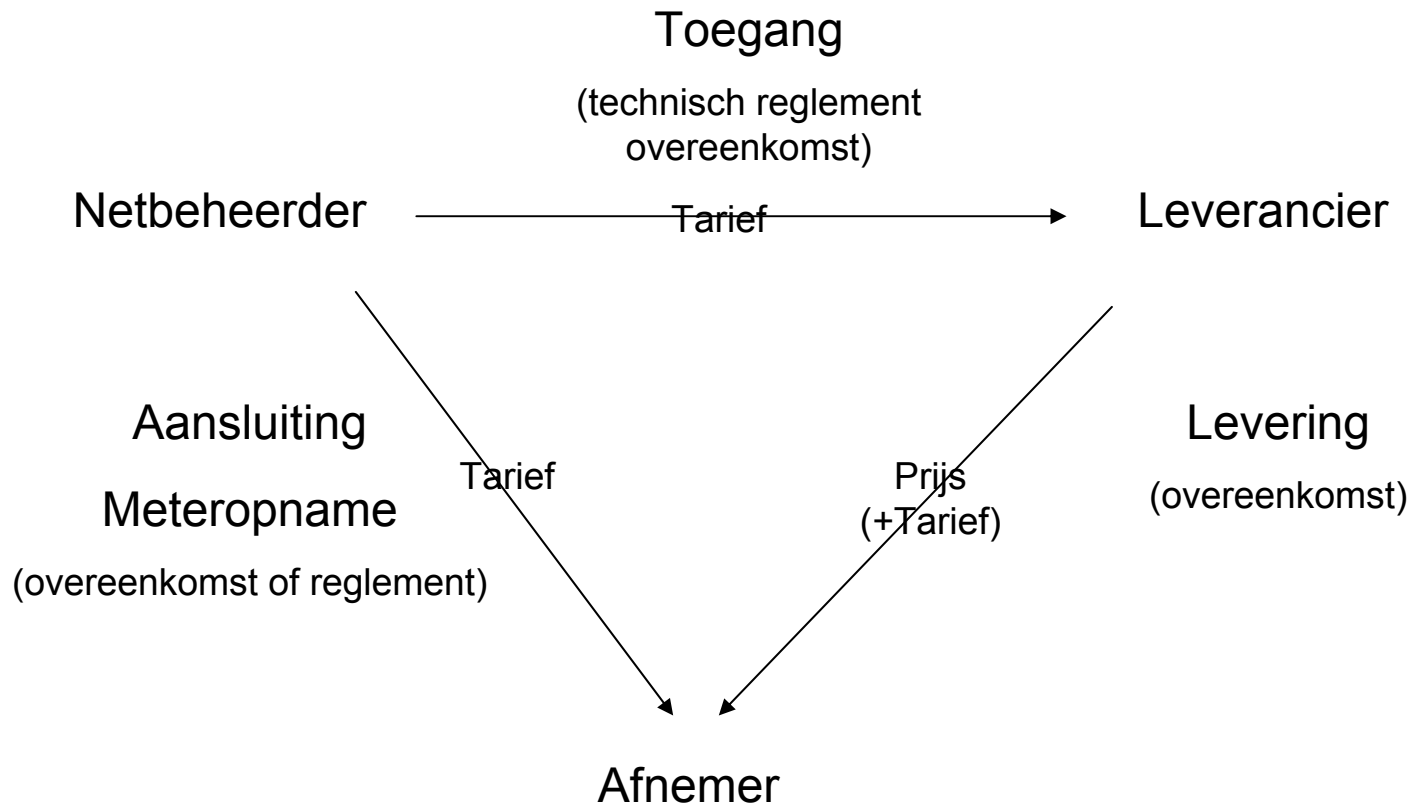 Toegang
(technisch reglement
overeenkomst)
Netbeheerder
Tarief
Leverancier
Aansluiting
Meteropname
(overeenkomst of reglement)
Tarief
Prijs
(+Tarief)
Levering
(overeenkomst)
Afnemer